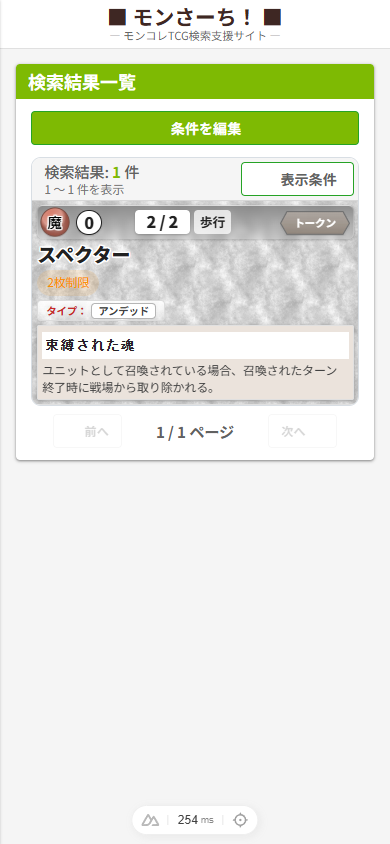 ■ モンさーち！ ■
─ モンコレTCG検索支援サイト ─
検索結果一覧
条件を編集
検索結果: 1 件
1 ～ 1 件を表示
表示条件
魔 0 2 / 2 歩行 トークン
スペクター
2枚制限
タイプ： アンデッド
束縛された魂
ユニットとして召喚されている場合、召喚されたターン
終了時に戦場から取り除かれる。
前へ 1 / 1 ページ 次へ
254 ms